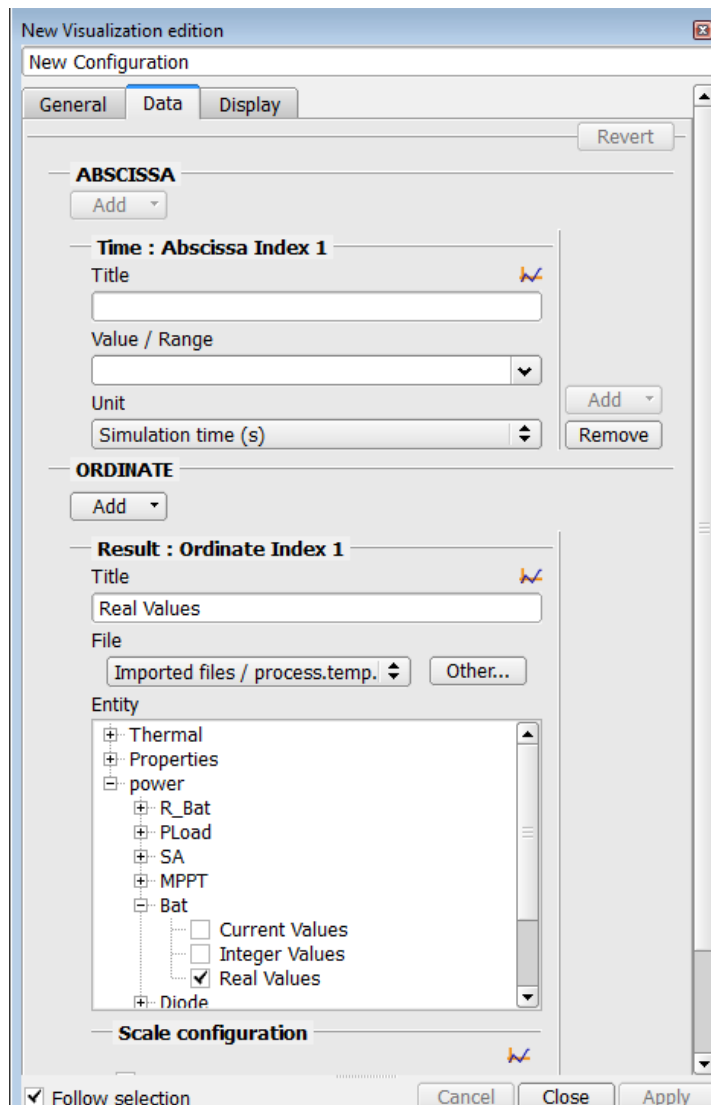 New Visualization edition
New Configuration
General Data Display
Revert
ABSCISSA
Add
Time : Abscissa Index 1
Title
Value / Range
Unit
Add
Simulation time (s)
Remove
ORDINATE
Add
Result : Ordinate Index 1
Title
Real Values
File
Imported files / process.temp. Other...
Entity
Thermal
Properties
power
R_Bat
PLoad
SA
MPPT
Bat
Current Values
Integer Values
Real Values
Diode
Scale configuration
Follow selection Cancel Close Apply